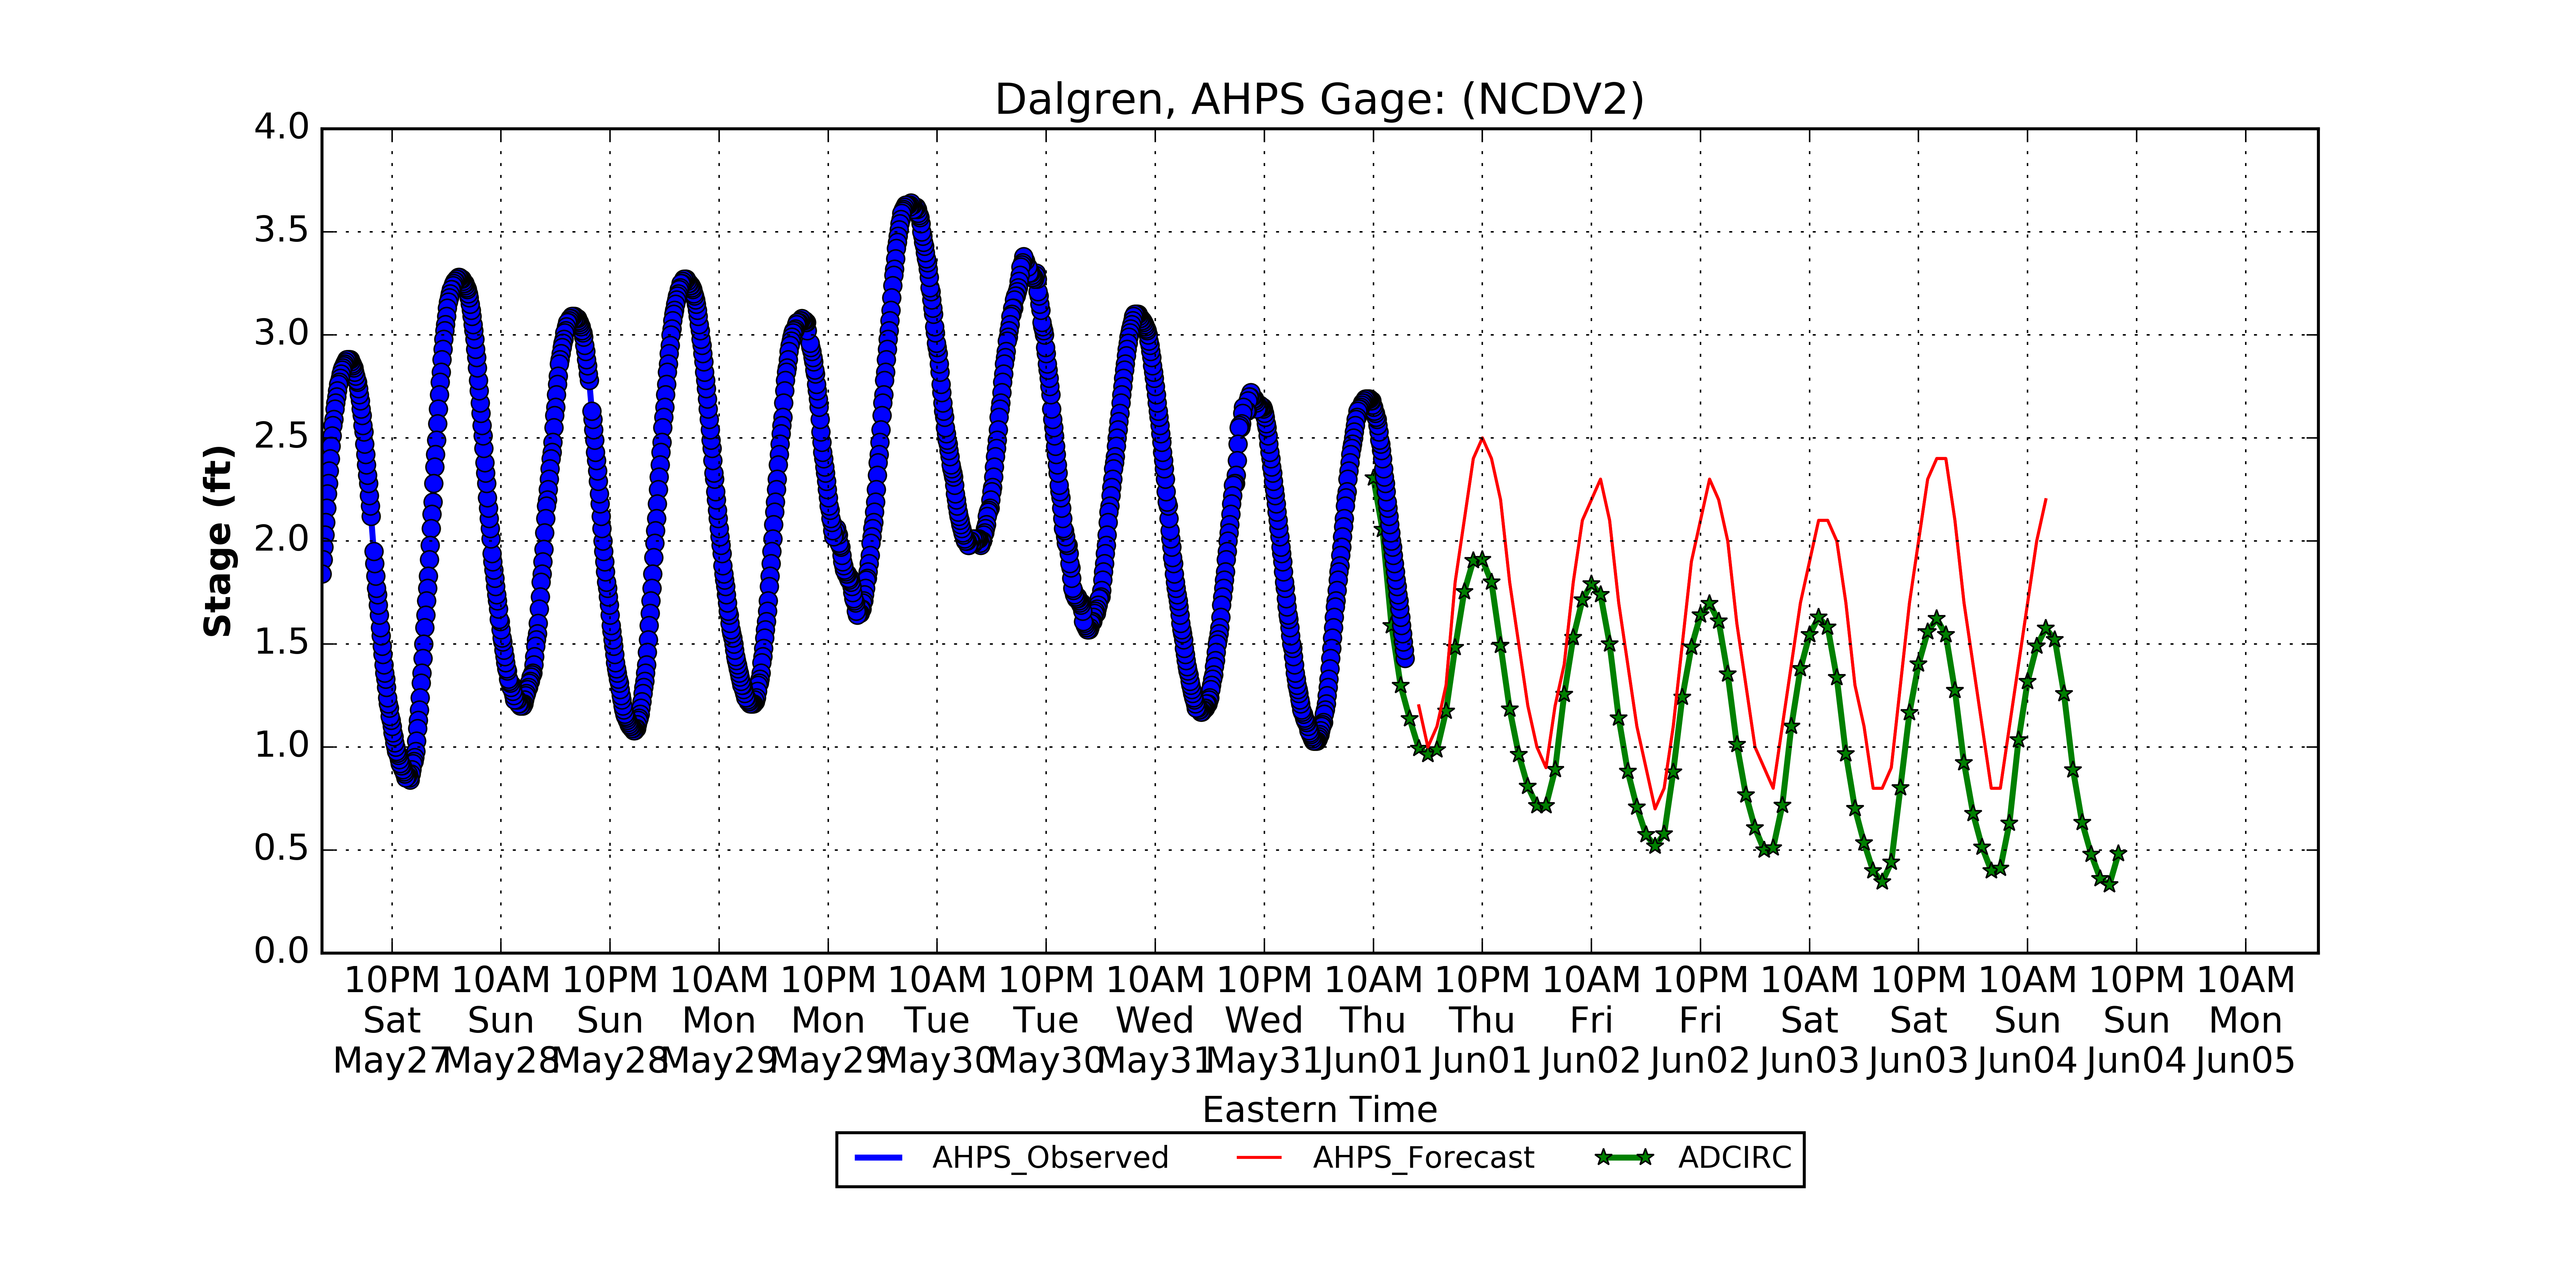 Dalgren, AHPS Gage: (NCDV2)
4.0
3.5
3.0
2.5
2.0
1.5
1.0
0.5
0.0
Stage (ft)
10PM 10AM 10PM 10AM 10PM 10AM 10PM 10AM 10PM 10AM 10PM 10AM 10PM 10AM 10PM 10AM 10PM 10AM
Sat Sun Sun Mon Mon Tue Tue Wed Wed Thu Thu Fri Fri Sat Sat Sun Sun Mon
May27 May28 May28 May29 May29 May30 May30 May31 May31 Jun01 Jun01 Jun02 Jun02 Jun03 Jun03 Jun04 Jun04 Jun05
Eastern Time
AHPS_Observed AHPS_Forecast ADCIRC